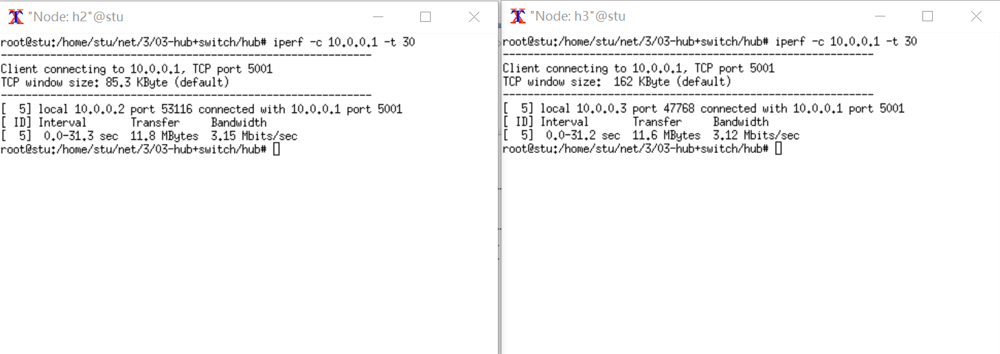 "Node: h2"@stu
root@stu:/home/stu/net/3/03-hub+switch/hub# iperf -c 10.0.0.1 -t 30
------------------------------------------------------------
Client connecting to 10.0.0.1, TCP port 5001
TCP window size: 85.3 KByte (default)
------------------------------------------------------------
[  5] local 10.0.0.2 port 53116 connected with 10.0.0.1 port 5001
[ ID] Interval       Transfer     Bandwidth
[  5]  0.0-31.3 sec  11.8 MBytes  3.15 Mbits/sec
root@stu:/home/stu/net/3/03-hub+switch/hub#
"Node: h3"@stu
root@stu:/home/stu/net/3/03-hub+switch/hub# iperf -c 10.0.0.1 -t 30
------------------------------------------------------------
Client connecting to 10.0.0.1, TCP port 5001
TCP window size:  162 KByte (default)
------------------------------------------------------------
[  5] local 10.0.0.3 port 47768 connected with 10.0.0.1 port 5001
[ ID] Interval       Transfer     Bandwidth
[  5]  0.0-31.2 sec  11.6 MBytes  3.12 Mbits/sec
root@stu:/home/stu/net/3/03-hub+switch/hub#